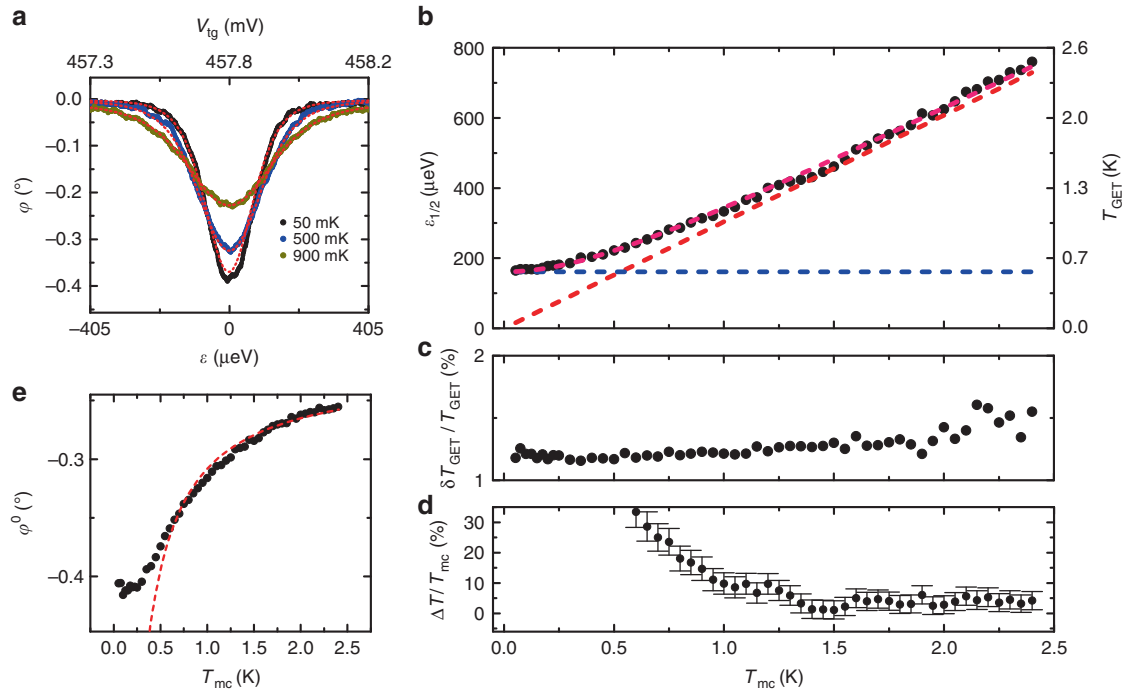 a
V_tg (mV)
457.3 457.8 458.2
0.0
−0.1
−0.2
−0.3
−0.4
φ (°)
50 mK
500 mK
900 mK
−405 0 405
ε (μeV)
b
800
600
400
200
0
ε_1/2 (μeV)
2.6
2.0
1.3
0.7
0.0
T_GET (K)
c
2
1
δT_GET / T_GET (%)
d
30
20
10
0
ΔT/T_mc (%)
0.0 0.5 1.0 1.5 2.0 2.5
T_mc (K)
e
−0.3
−0.4
φ^0 (°)
0.0 0.5 1.0 1.5 2.0 2.5
T_mc (K)